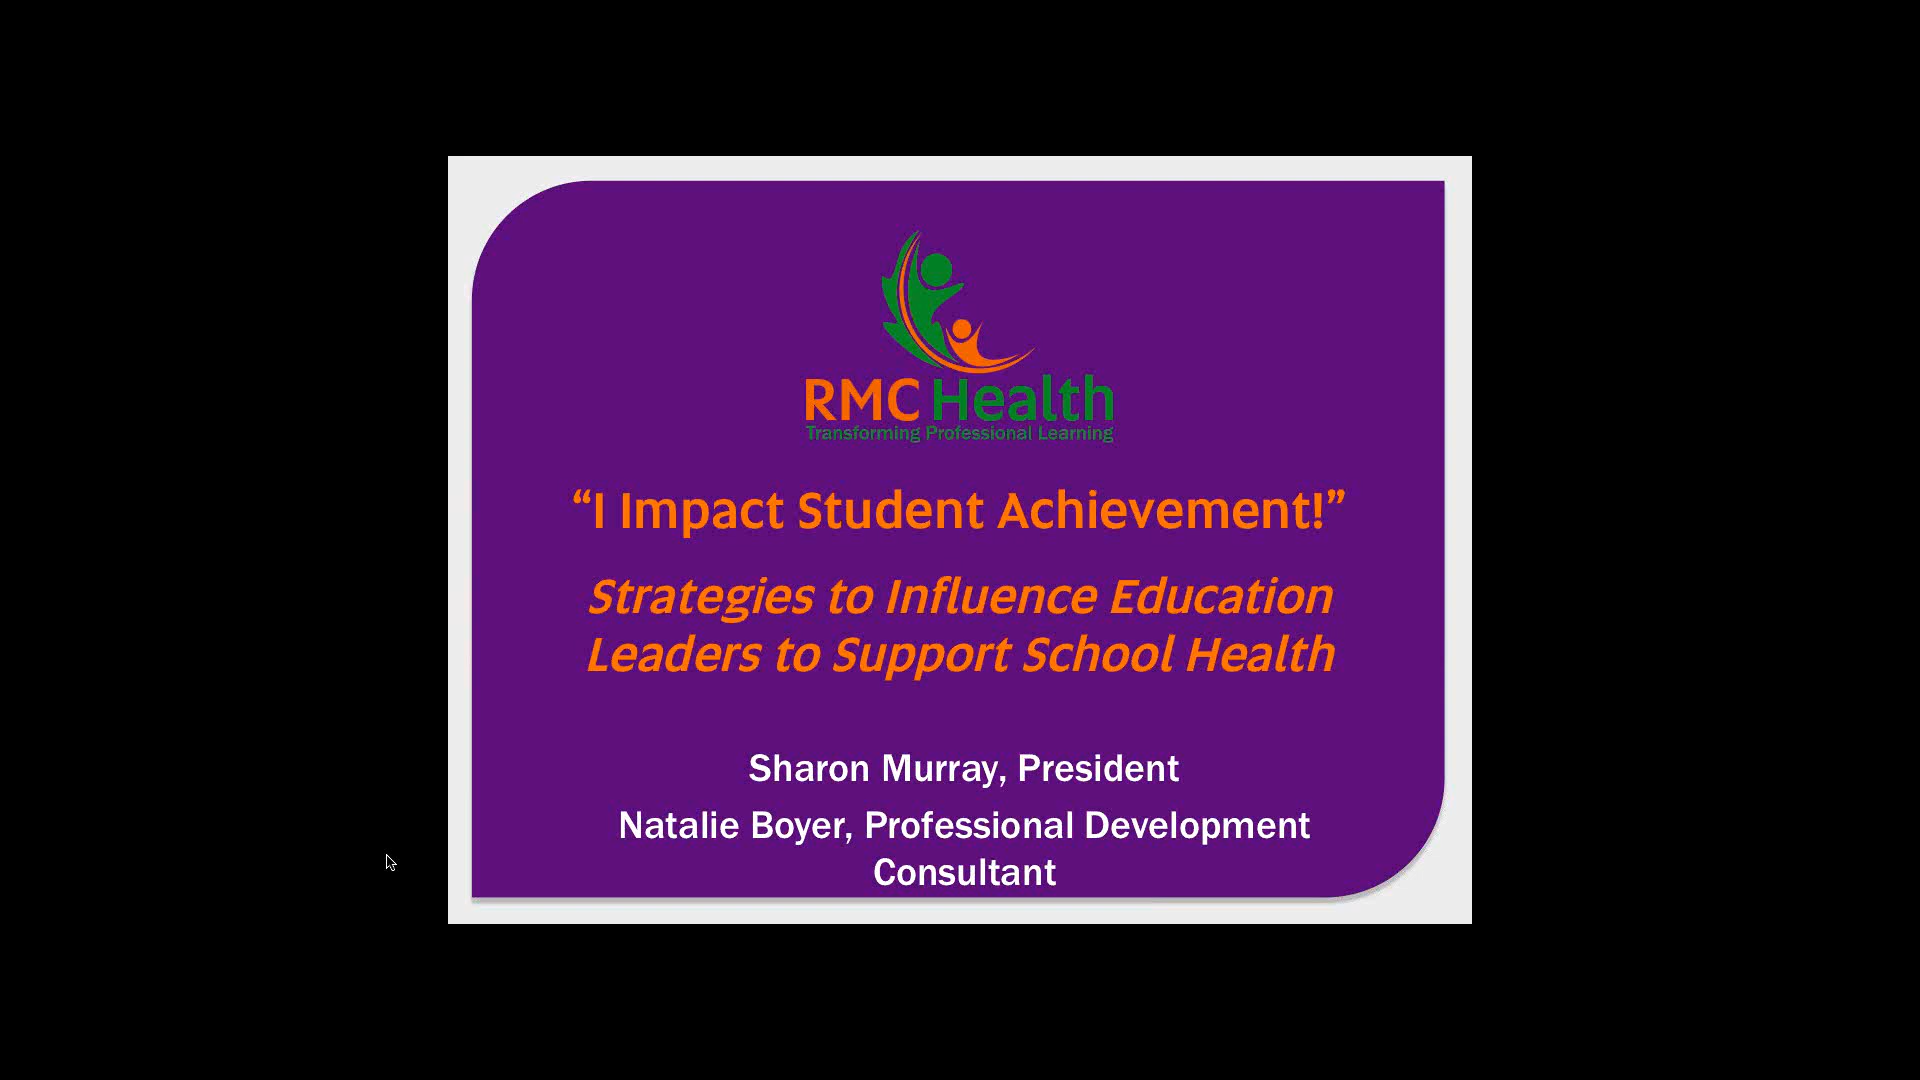 RMC Health
Transforming Professional Learning
“I Impact Student Achievement!”
Strategies to Influence Education
Leaders to Support School Health
Sharon Murray, President
Natalie Boyer, Professional Development
Consultant